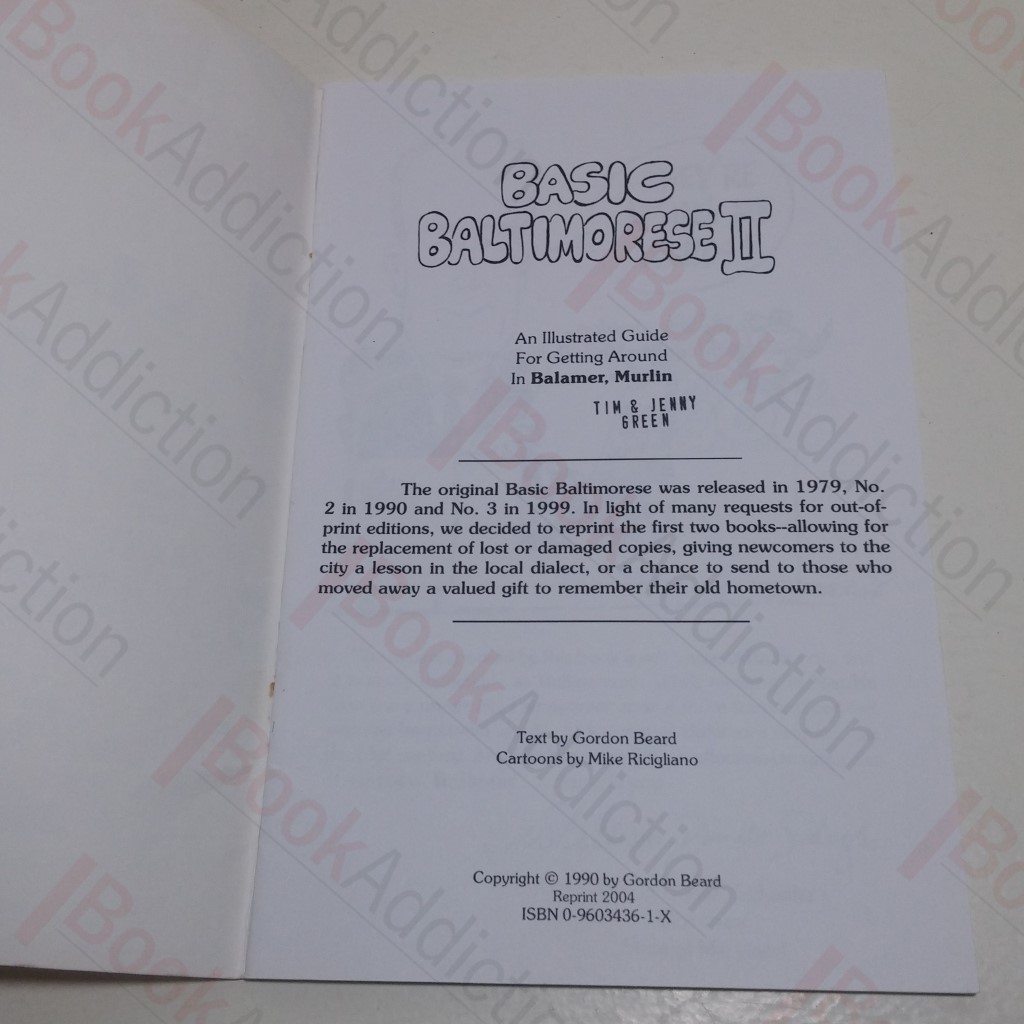 BASIC
BALTIMORESE II
An Illustrated Guide
For Getting Around
In Balamer, Murlin
TIM & JENNY
GREEN
The original Basic Baltimorese was released in 1979, No.
2 in 1990 and No. 3 in 1999. In light of many requests for out-of-
print editions, we decided to reprint the first two books--allowing for
the replacement of lost or damaged copies, giving newcomers to the
city a lesson in the local dialect, or a chance to send to those who
moved away a valued gift to remember their old hometown.
Text by Gordon Beard
Cartoons by Mike Ricigliano
Copyright © 1990 by Gordon Beard
Reprint 2004
ISBN 0-9603436-1-X
BookAddiction